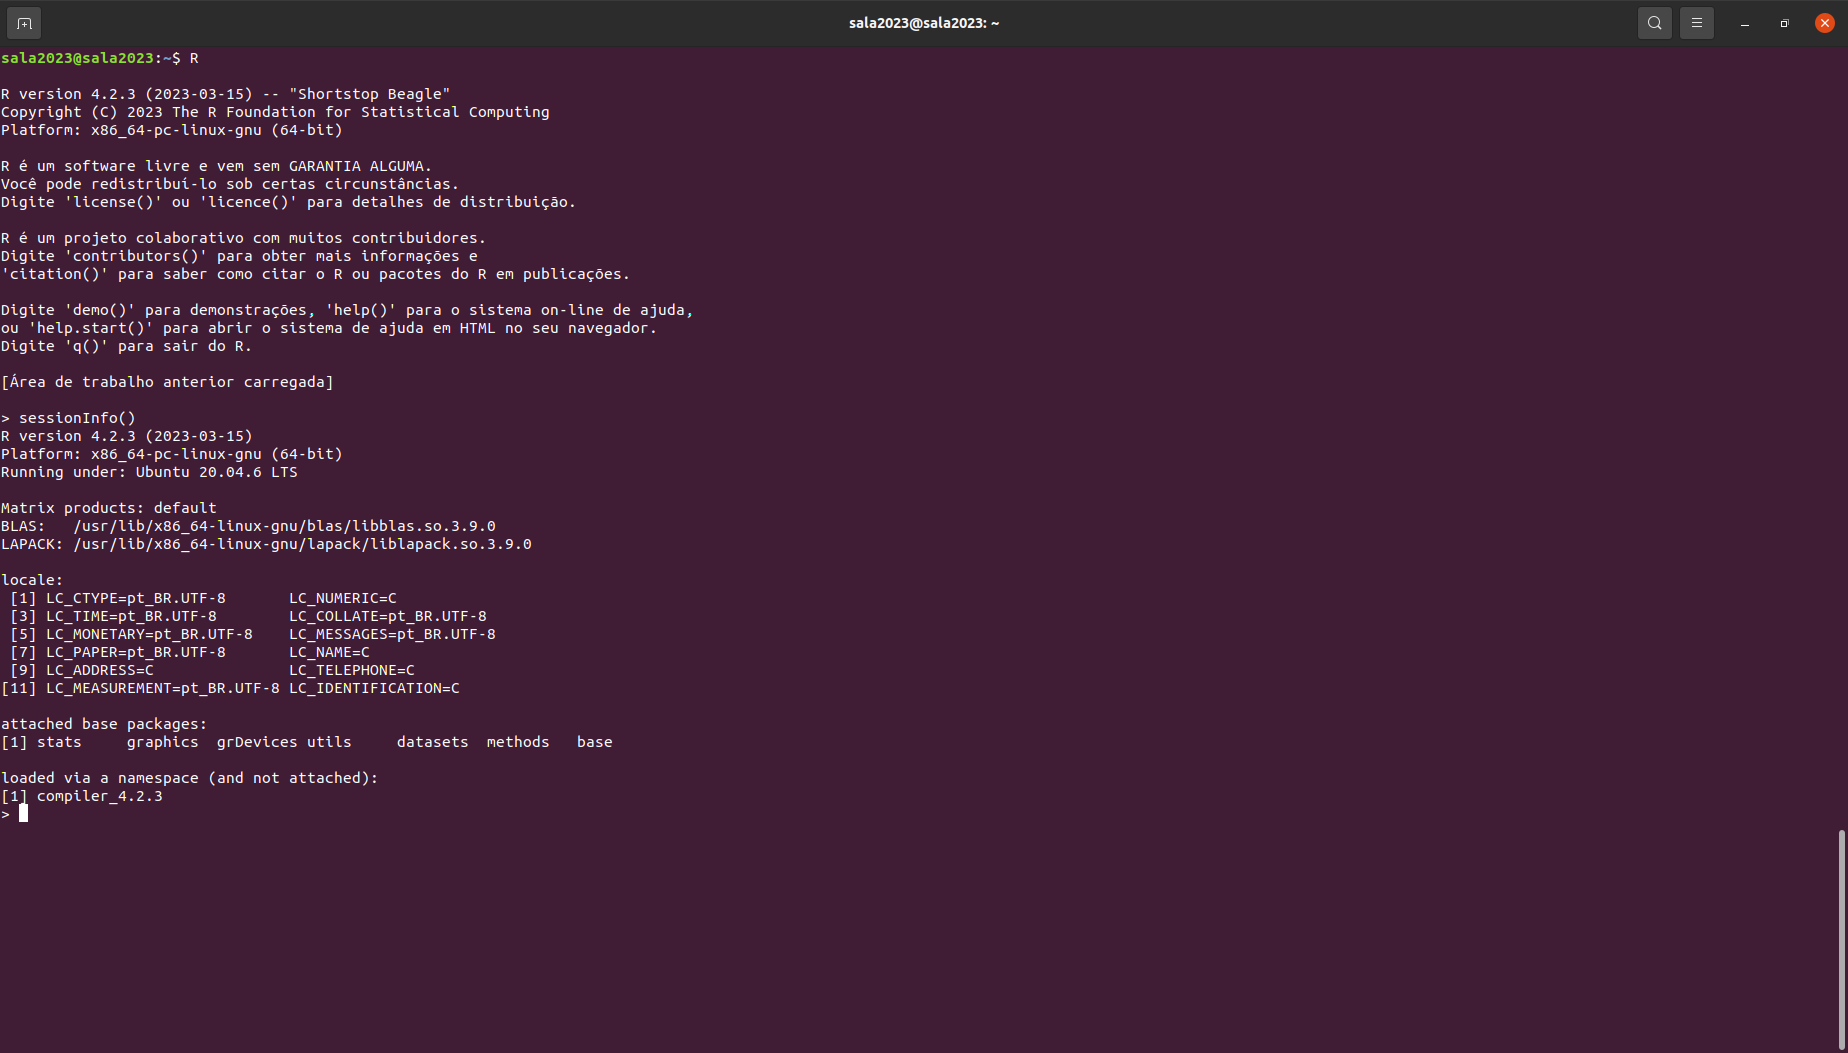 sala2023@sala2023: ~
sala2023@sala2023:~$ R
R version 4.2.3 (2023-03-15) -- "Shortstop Beagle"
Copyright (C) 2023 The R Foundation for Statistical Computing
Platform: x86_64-pc-linux-gnu (64-bit)
R é um software livre e vem sem GARANTIA ALGUMA.
Você pode redistribuí-lo sob certas circunstâncias.
Digite 'license()' ou 'licence()' para detalhes de distribuição.
R é um projeto colaborativo com muitos contribuidores.
Digite 'contributors()' para obter mais informações e
'citation()' para saber como citar o R ou pacotes do R em publicações.
Digite 'demo()' para demonstrações, 'help()' para o sistema on-line de ajuda,
ou 'help.start()' para abrir o sistema de ajuda em HTML no seu navegador.
Digite 'q()' para sair do R.
[Área de trabalho anterior carregada]
> sessionInfo()
R version 4.2.3 (2023-03-15)
Platform: x86_64-pc-linux-gnu (64-bit)
Running under: Ubuntu 20.04.6 LTS
Matrix products: default
BLAS:   /usr/lib/x86_64-linux-gnu/blas/libblas.so.3.9.0
LAPACK: /usr/lib/x86_64-linux-gnu/lapack/liblapack.so.3.9.0
locale:
 [1] LC_CTYPE=pt_BR.UTF-8       LC_NUMERIC=C
 [3] LC_TIME=pt_BR.UTF-8        LC_COLLATE=pt_BR.UTF-8
 [5] LC_MONETARY=pt_BR.UTF-8    LC_MESSAGES=pt_BR.UTF-8
 [7] LC_PAPER=pt_BR.UTF-8       LC_NAME=C
 [9] LC_ADDRESS=C               LC_TELEPHONE=C
[11] LC_MEASUREMENT=pt_BR.UTF-8 LC_IDENTIFICATION=C
attached base packages:
[1] stats     graphics  grDevices utils     datasets  methods   base
loaded via a namespace (and not attached):
[1] compiler_4.2.3
>